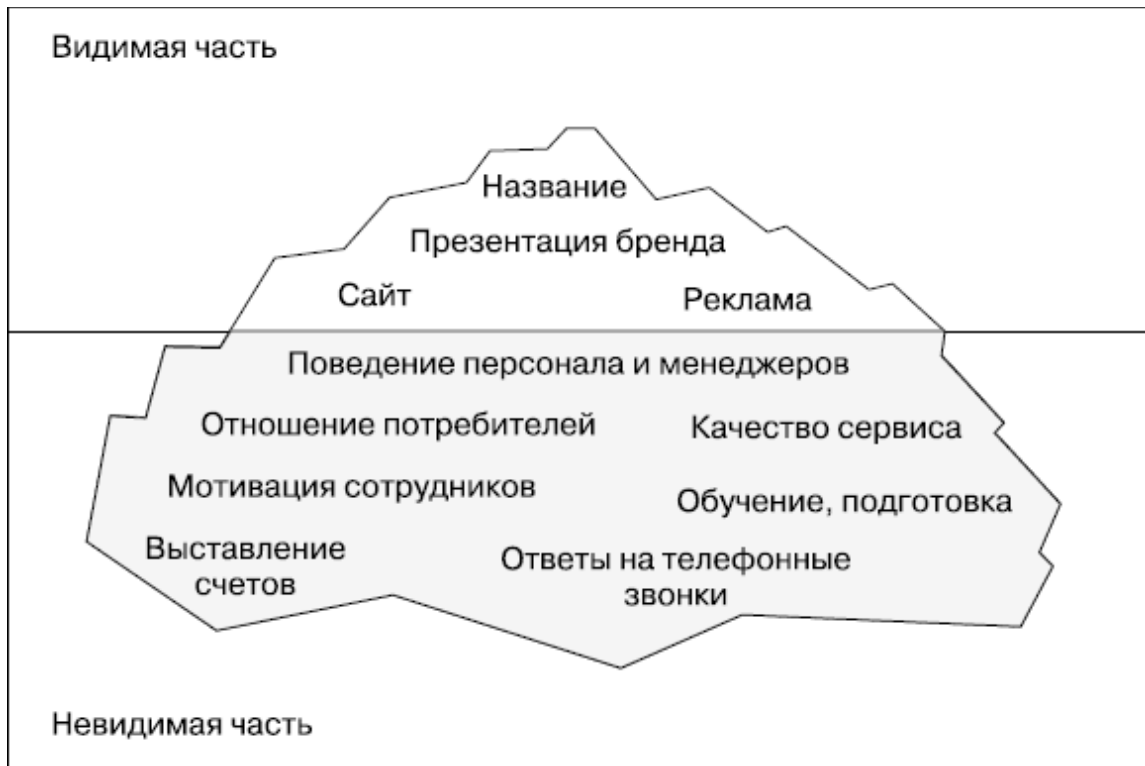 Видимая часть
Название
Презентация бренда
Сайт
Реклама
Поведение персонала и менеджеров
Отношение потребителей
Качество сервиса
Мотивация сотрудников
Обучение, подготовка
Выставление
счетов
Ответы на телефонные
звонки
Невидимая часть